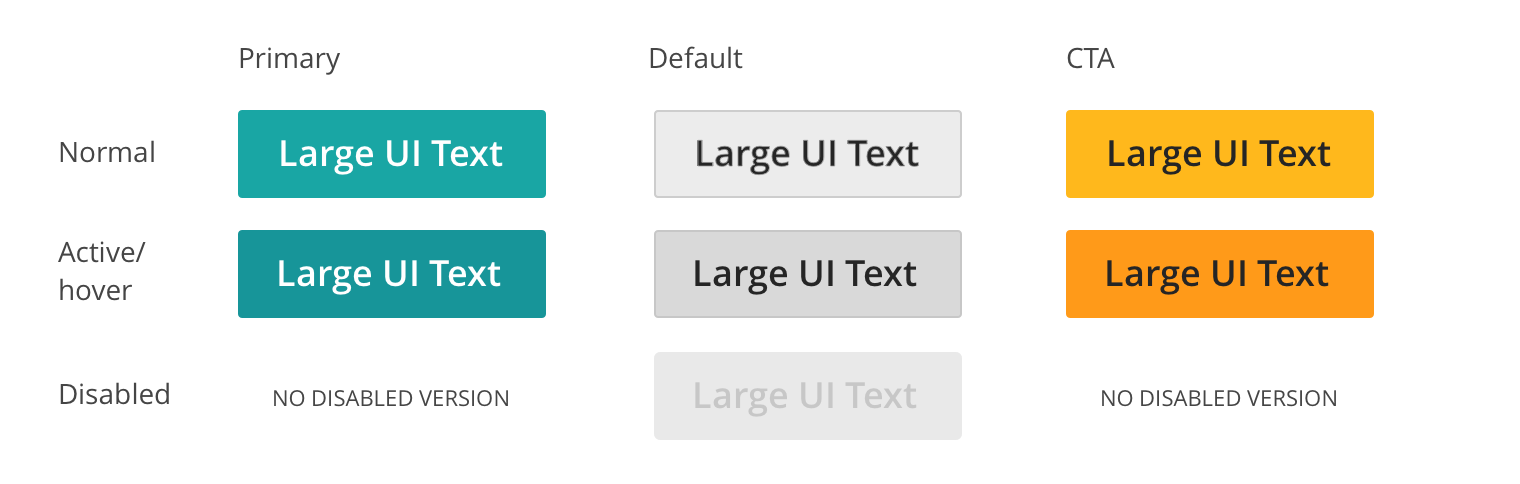 Primary Default CTA
Normal Large UI Text Large UI Text Large UI Text
Active/
hover Large UI Text Large UI Text Large UI Text
Disabled NO DISABLED VERSION Large UI Text NO DISABLED VERSION